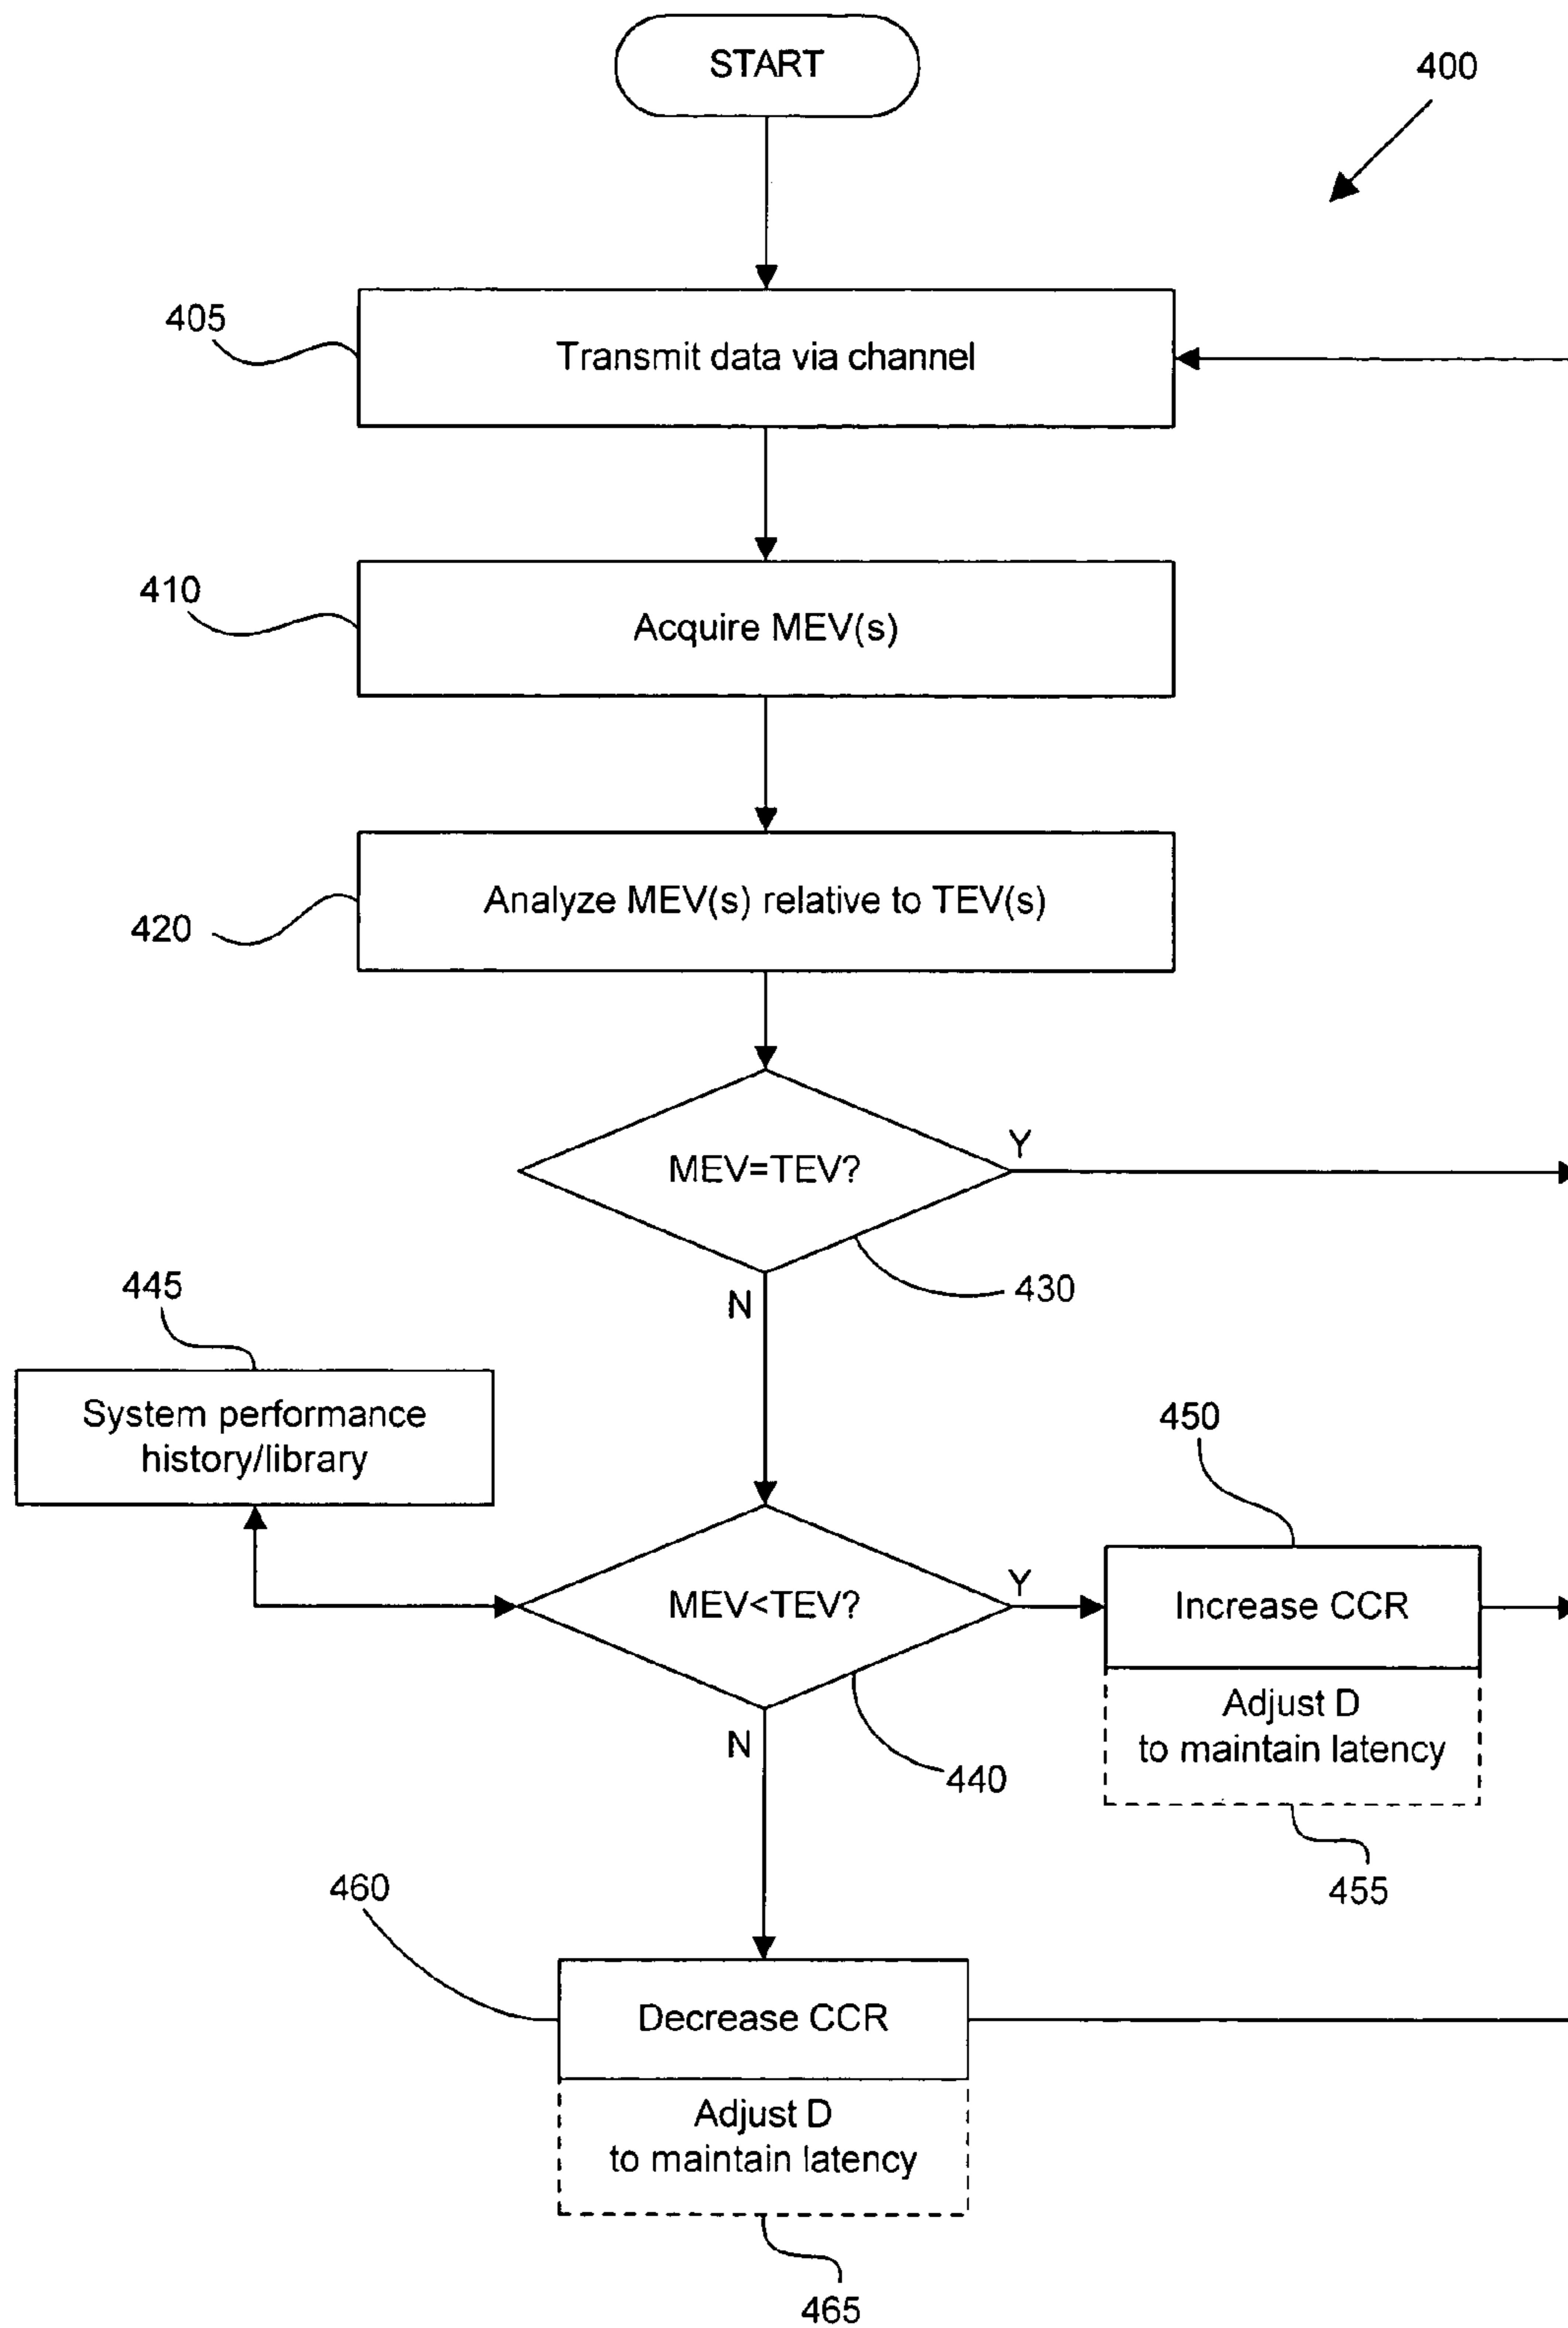 START
400
405
Transmit data via channel
410
Acquire MEV(s)
420
Analyze MEV(s) relative to TEV(s)
MEV=TEV?
Y
N
430
445
System performance
history/library
450
MEV<TEV?
Y
Increase CCR
Adjust D
to maintain latency
N
440
455
460
Decrease CCR
Adjust D
to maintain latency
465